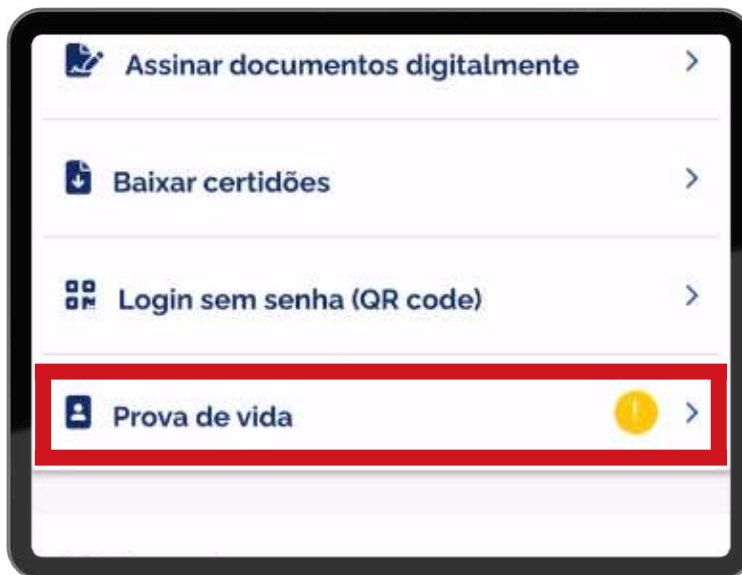 Assinar documentos digitalmente
Baixar certidões
Login sem senha (QR code)
Prova de vida
!